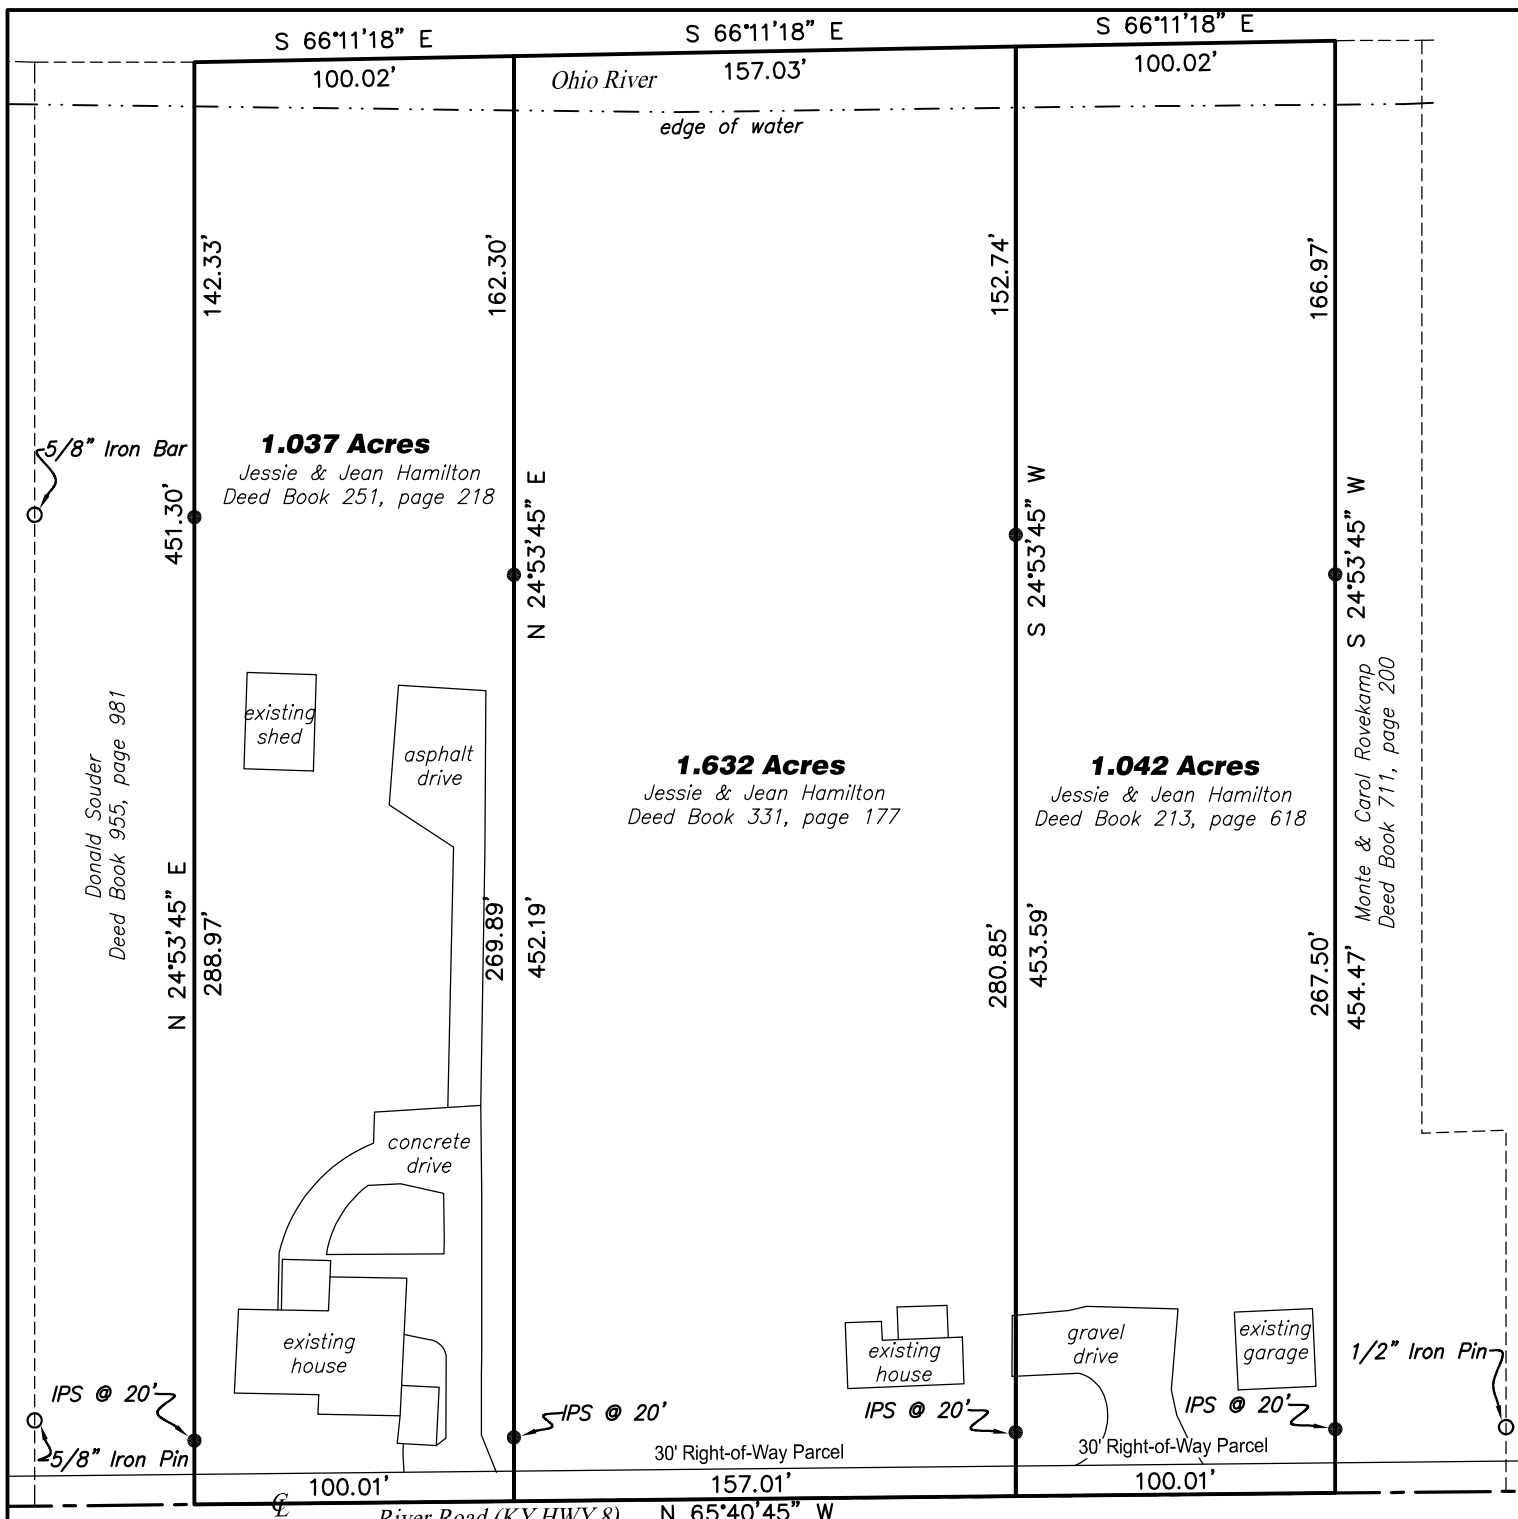 S 66°11'18" E
S 66°11'18" E
S 66°11'18" E
100.02'
Ohio River
157.03'
100.02'
edge of water
142.33'
162.30'
152.74'
166.97'
5/8" Iron Bar
451.30'
1.037 Acres
Jessie & Jean Hamilton
Deed Book 251, page 218
N 24°53'45" E
S 24°53'45" W
S 24°53'45" W
existing
shed
asphalt
drive
Donald Souder
Deed Book 955, page 981
1.632 Acres
Jessie & Jean Hamilton
Deed Book 331, page 177
1.042 Acres
Jessie & Jean Hamilton
Deed Book 213, page 618
Monte & Carol Rovekamp
Deed Book 711, page 200
N 24°53'45" E
288.97'
269.89'
452.19'
280.85'
453.59'
267.50'
454.47'
concrete
drive
existing
house
existing
house
gravel
drive
existing
garage
1/2" Iron Pin
IPS @ 20'
IPS @ 20'
IPS @ 20'
IPS @ 20'
5/8" Iron Pin
30' Right-of-Way Parcel
30' Right-of-Way Parcel
100.01'
157.01'
100.01'
CL
River Road (KY HWY 8)
N 65°40'45" W